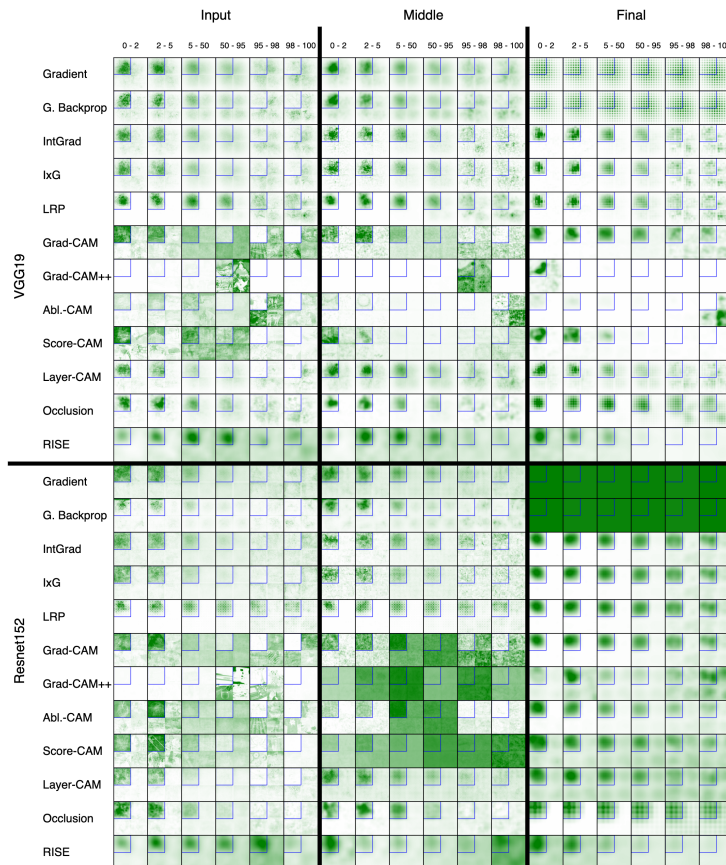 Input Middle Final
0 - 2 2 - 5 5 - 50 50 - 95 95 - 98 98 - 100 0 - 2 2 - 5 5 - 50 50 - 95 95 - 98 98 - 100 0 - 2 2 - 5 5 - 50 50 - 95 95 - 98 98 - 100
VGG19
Gradient
G. Backprop
IntGrad
IxG
LRP
Grad-CAM
Grad-CAM++
Abl.-CAM
Score-CAM
Layer-CAM
Occlusion
RISE
Resnet152
Gradient
G. Backprop
IntGrad
IxG
LRP
Grad-CAM
Grad-CAM++
Abl.-CAM
Score-CAM
Layer-CAM
Occlusion
RISE